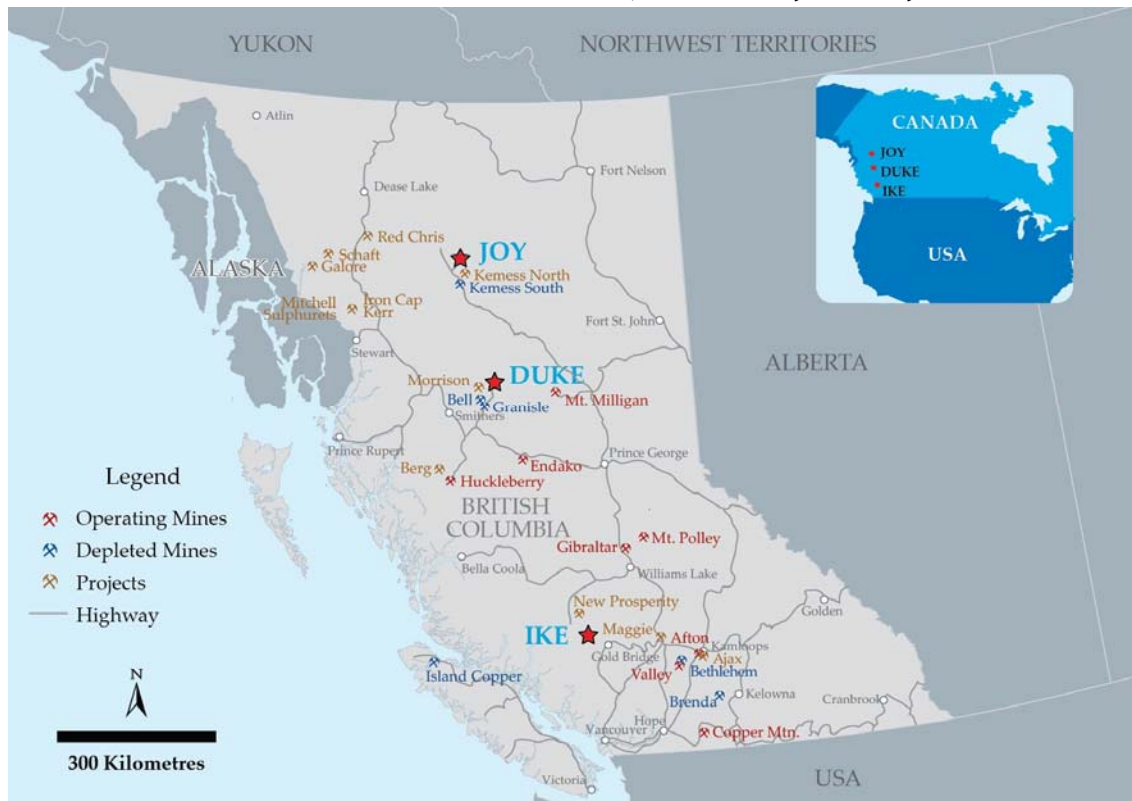 YUKON
NORTHWEST TERRITORIES
Atlin
CANADA
JOY
DUKE
IKE
USA
Fort Nelson
Dease Lake
Red Chris
Schaft
Galore
ALASKA
JOY
Kemess North
Kemess South
Mitchell
Sulphurets
Iron Cap
Kerr
Fort St. John
Stewart
ALBERTA
Morrison
DUKE
Bell
Granisle
Mt. Milligan
Smithers
Prince Rupert
Prince George
Berg
Endako
Huckleberry
BRITISH
COLUMBIA
Mt. Polley
Gibraltar
Bella Coola
Williams Lake
New Prosperity
Golden
IKE
Maggie
Afton
Gold Bridge
Kamloops
Ajax
Island Copper
Valley
Bethlehem
Brenda
Kelowna
Cranbrook
Hope
Vancouver
Copper Mtn.
Victoria
USA
Legend
Operating Mines
Depleted Mines
Projects
Highway
N
300 Kilometres